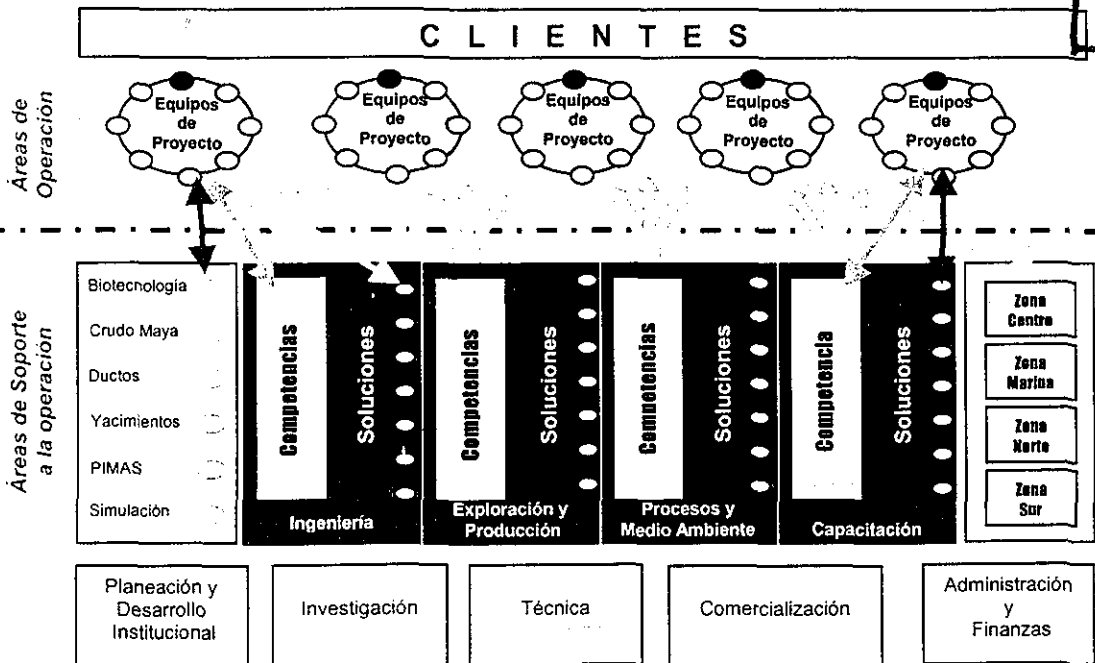 C L I E N T E S
Áreas de
Operación
Equipos
de
Proyecto
Equipos
de
Proyecto
Equipos
de
Proyecto
Equipos
de
Proyecto
Equipos
de
Proyecto
Áreas de Soporte
a la operación
Biotecnología
Crudo Maya
Ductos
Yacimientos
PIMAS
Simulación
Competencias
Soluciones
Ingeniería
Competencias
Soluciones
Exploración y
Producción
Competencias
Soluciones
Procesos y
Medio Ambiente
Competencia
Soluciones
Capacitación
Zona
Centro
Zona
Marina
Zona
Norte
Zona
Sur
Planeación y
Desarrollo
Institucional
Investigación
Técnica
Comercialización
Administración
y
Finanzas